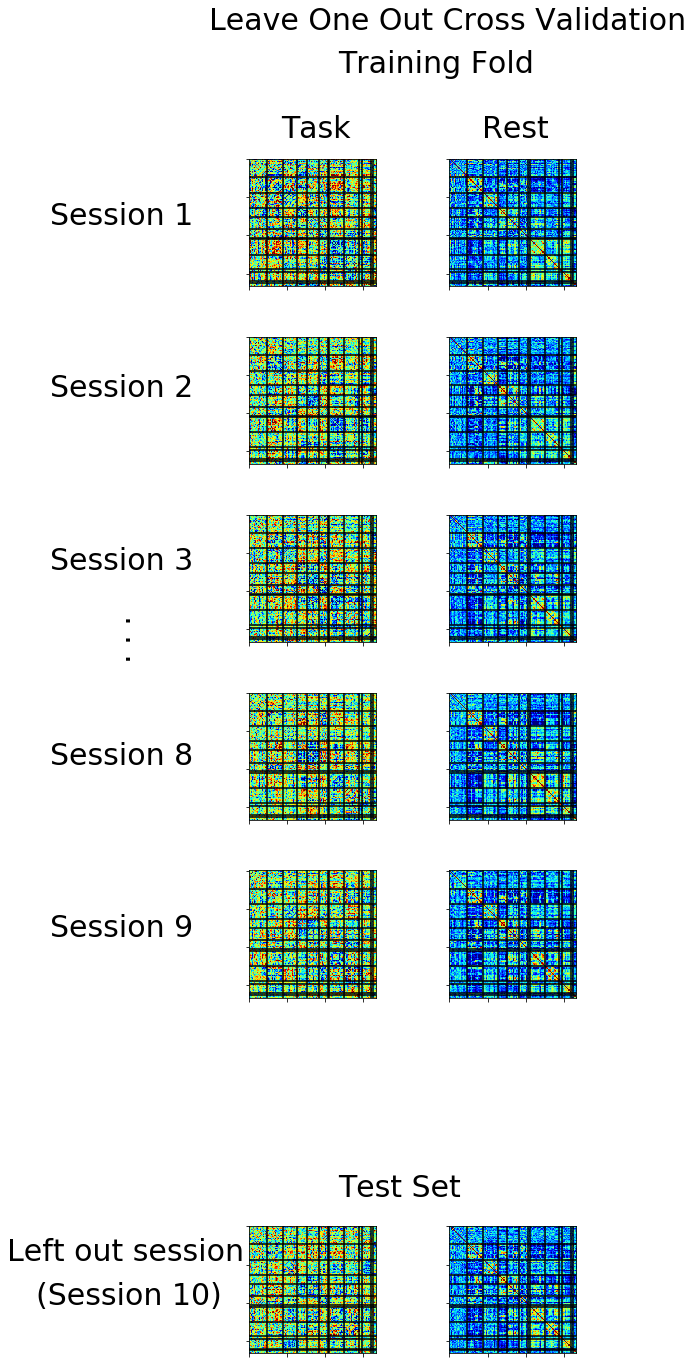 Leave One Out Cross Validation
Training Fold
Task Rest
Session 1
Session 2
Session 3
. . .
Session 8
Session 9
Test Set
Left out session
(Session 10)